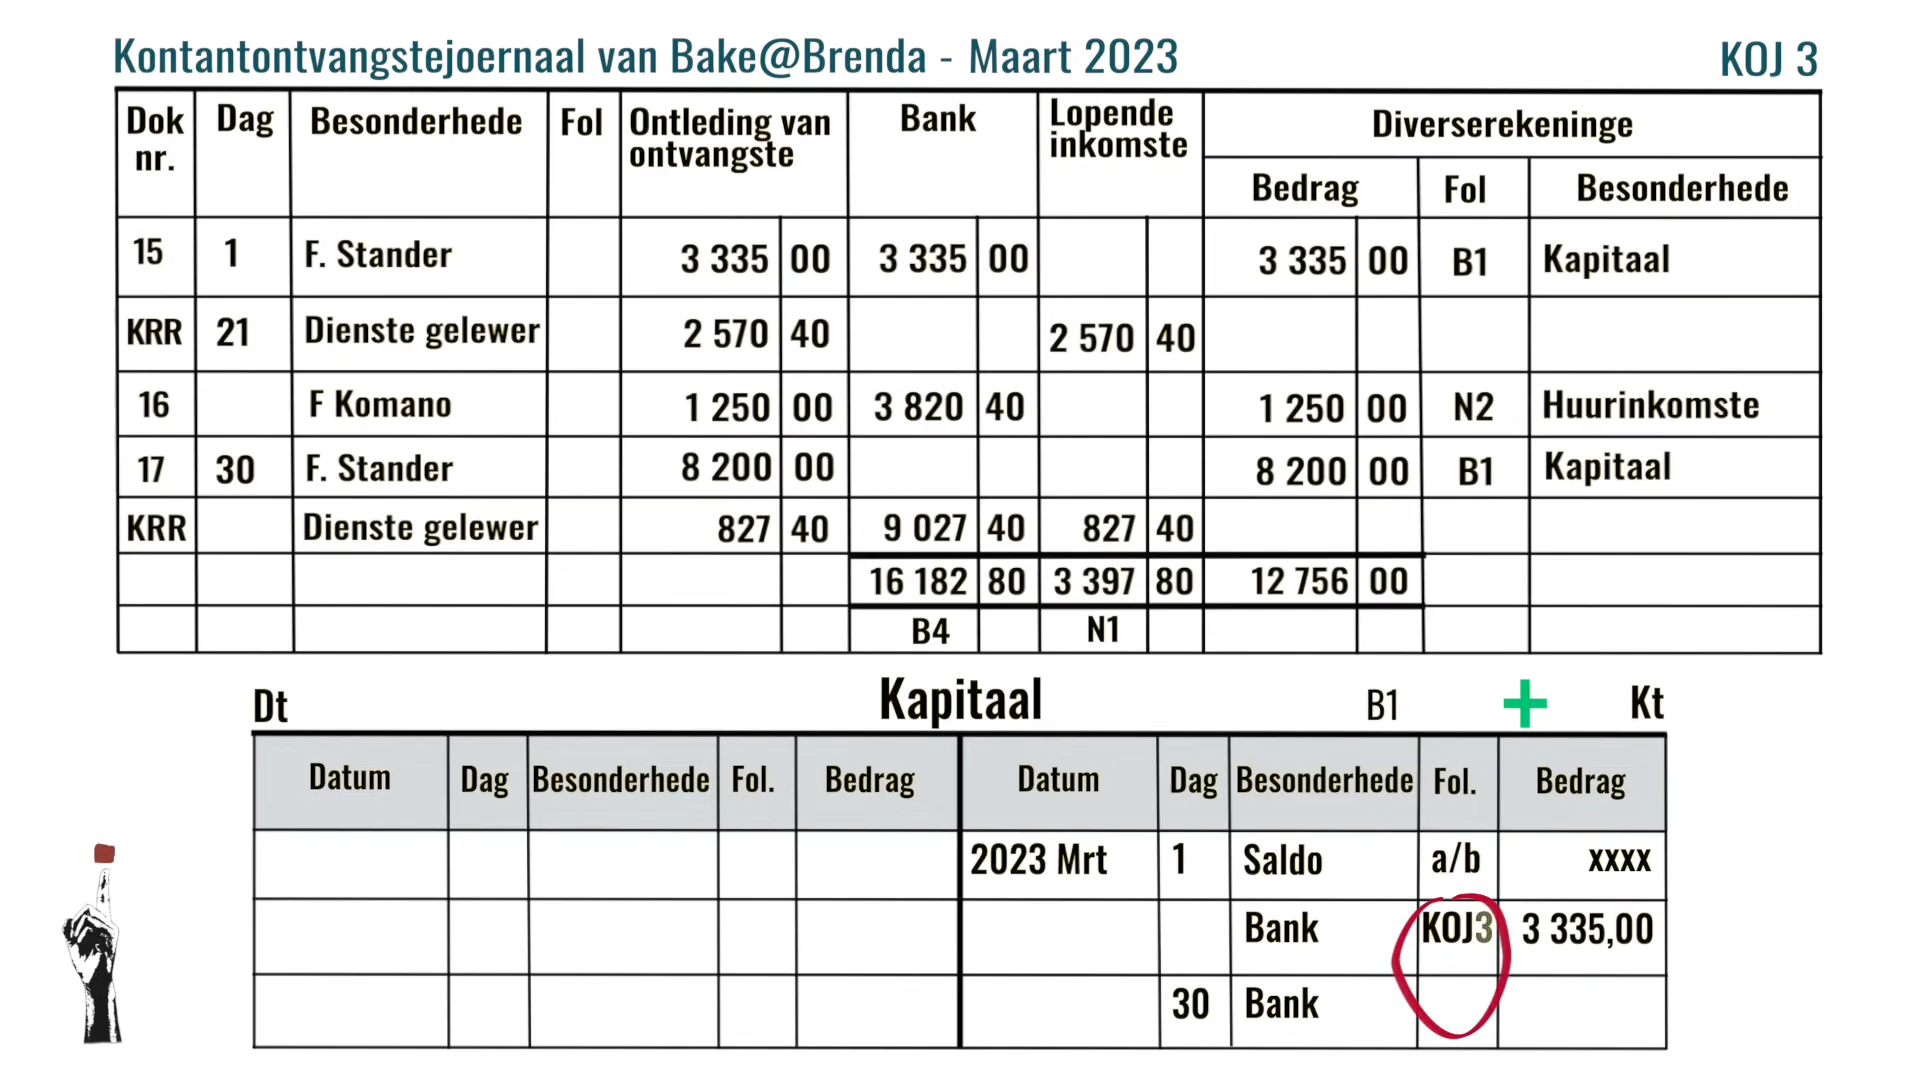 Kontantontvangstejoernaal van Bake@Brenda - Maart 2023 KOJ 3
Dok nr. Dag Besonderhede Fol Ontleding van ontvangste Bank Lopende inkomste Diverserekeninge
Bedrag Fol Besonderhede
15 1 F. Stander 3 335 00 3 335 00 3 335 00 B1 Kapitaal
KRR 21 Dienste gelewer 2 570 40 2 570 40
16 F Komano 1 250 00 3 820 40 1 250 00 N2 Huurinkomste
17 30 F. Stander 8 200 00 8 200 00 B1 Kapitaal
KRR Dienste gelewer 827 40 9 027 40 827 40
16 182 80 3 397 80 12 756 00
B4 N1
Dt Kapitaal B1 + Kt
Datum Dag Besonderhede Fol. Bedrag Datum Dag Besonderhede Fol. Bedrag
2023 Mrt 1 Saldo a/b xxxx
Bank KOJ3 3 335,00
30 Bank